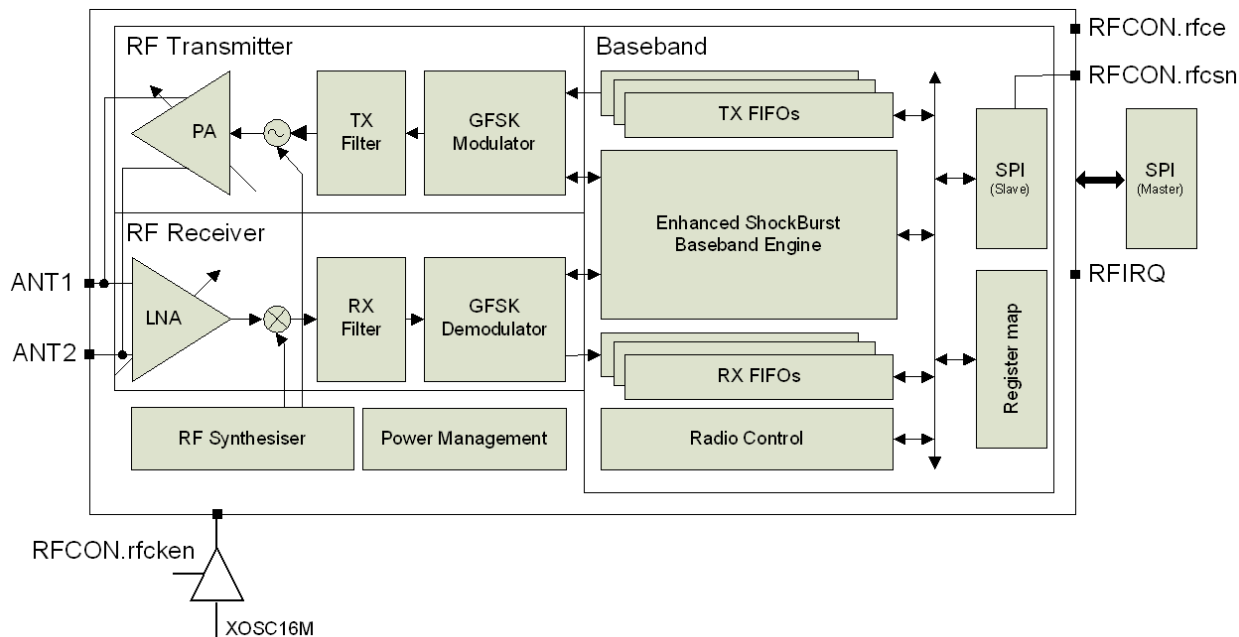 RF Transmitter
Baseband
RFCON.rfce
RFCON.rfcsn
PA
TX
Filter
GFSK
Modulator
TX FIFOs
SPI
(Slave)
SPI
(Master)
Enhanced ShockBurst
Baseband Engine
RF Receiver
ANT1
ANT2
LNA
RX
Filter
GFSK
Demodulator
RX FIFOs
Register map
RFIRQ
RF Synthesiser
Power Management
Radio Control
RFCON.rfcken
XOSC16M